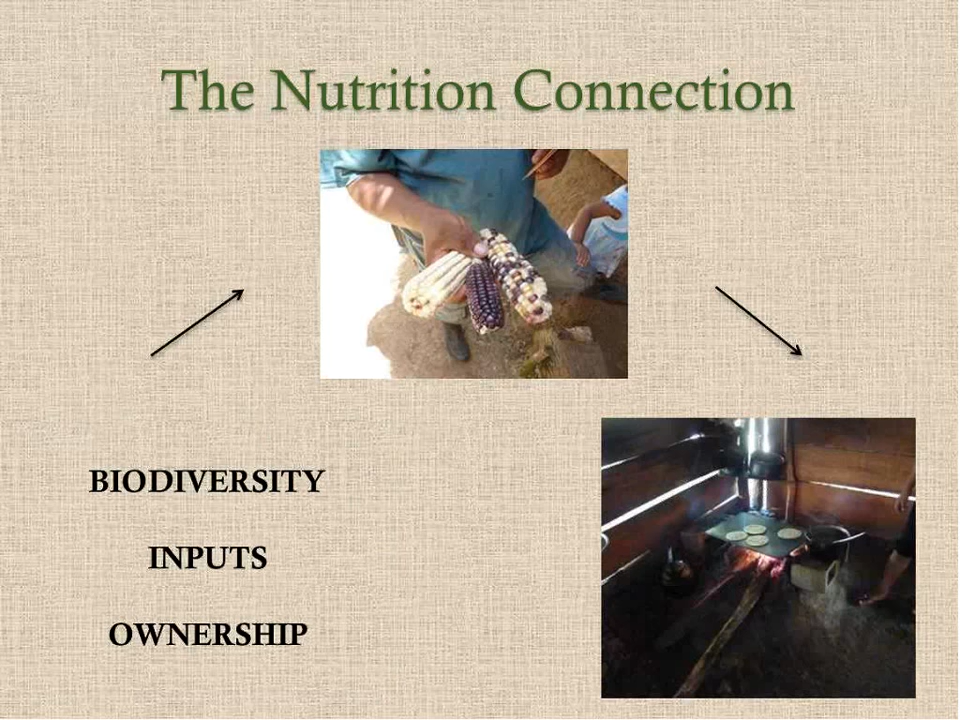 The Nutrition Connection
BIODIVERSITY
INPUTS
OWNERSHIP